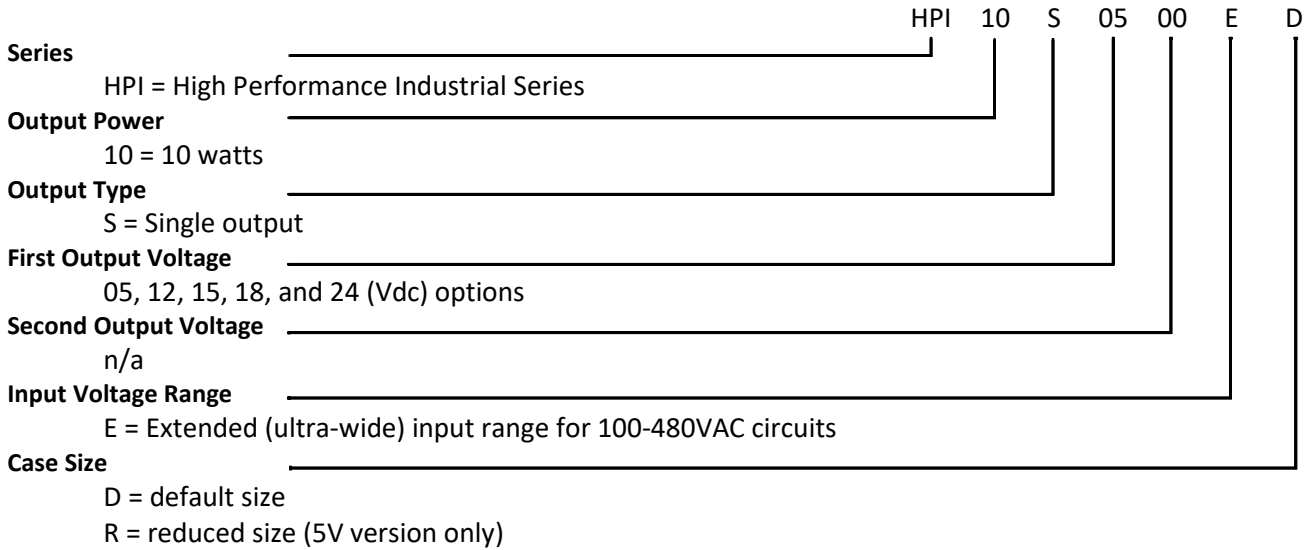 HPI 10 S 05 00 E D
Series
HPI = High Performance Industrial Series
Output Power
10 = 10 watts
Output Type
S = Single output
First Output Voltage
05, 12, 15, 18, and 24 (Vdc) options
Second Output Voltage
n/a
Input Voltage Range
E = Extended (ultra-wide) input range for 100-480VAC circuits
Case Size
D = default size
R = reduced size (5V version only)